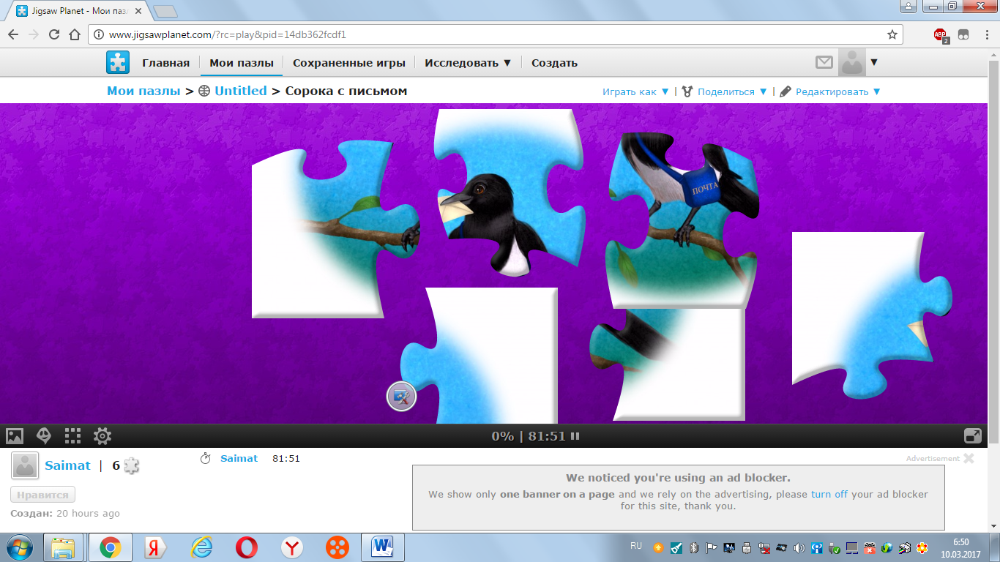 Jigsaw Planet - Мои пазл
www.jigsawplanet.com/?rc=play&pid=14db362fcdf1
ABP
2
Главная Мои пазлы Сохраненные игры Исследовать ▼ Создать ▼
Мои пазлы > Untitled > Сорока с письмом
Играть как ▼ | Поделиться ▼ | Редактировать ▼
ПОЧТА
0% | 81:51
Saimat | 6
Saimat 81:51
Advertisement
We noticed you're using an ad blocker.
We show only one banner on a page and we rely on the advertising, please turn off your ad blocker
for this site, thank you.
Нравится
Создан: 20 hours ago
RU
6:50
10.03.2017